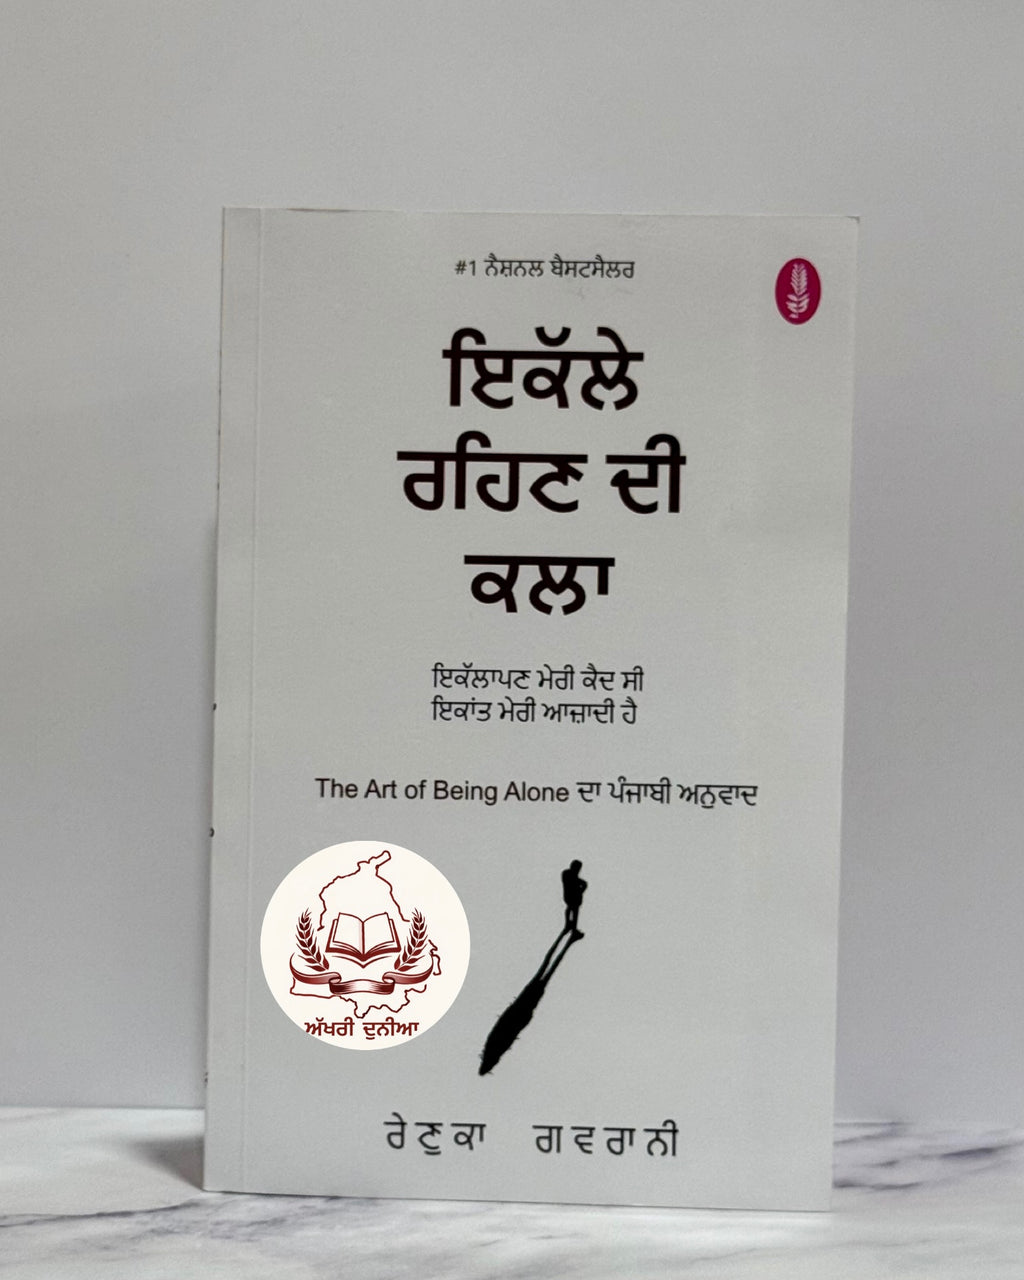 #1 ਨੈਸ਼ਨਲ ਬੈਸਟਸੈਲਰ
ਇਕੱਲੇ
ਰਹਿਣ ਦੀ
ਕਲਾ
ਇਕੱਲਾਪਣ ਮੇਰੀ ਕੈਦ ਸੀ
ਇਕਾਂਤ ਮੇਰੀ ਆਜ਼ਾਦੀ ਹੈ
The Art of Being Alone ਦਾ ਪੰਜਾਬੀ ਅਨੁਵਾਦ
ਅੱਖਰੀ ਦੁਨੀਆ
ਰੇਣੁਕਾ ਗਵਰਾਨੀ